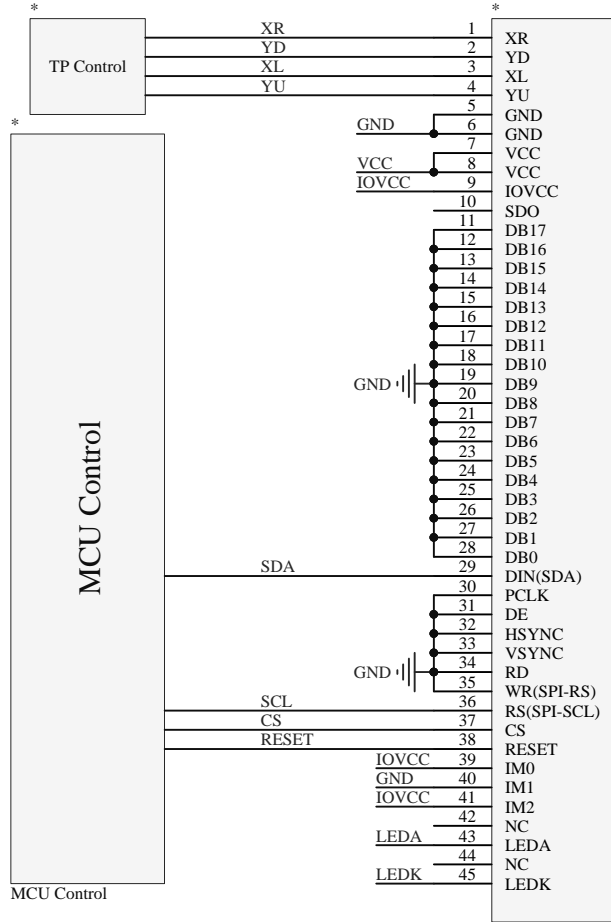 *
*
TP Control
XR 1 XR
YD 2 YD
XL 3 XL
YU 4 YU
*
5 GND
GND 6 GND
7 VCC
VCC 8 VCC
IOVCC 9 IOVCC
10 SDO
11 DB17
12 DB16
13 DB15
14 DB14
15 DB13
16 DB12
17 DB11
18 DB10
GND 19 DB9
20 DB8
21 DB7
22 DB6
23 DB5
24 DB4
25 DB3
26 DB2
27 DB1
28 DB0
MCU Control
SDA 29 DIN(SDA)
30 PCLK
31 DE
32 HSYNC
33 VSYNC
GND 34 RD
35 WR(SPI-RS)
SCL 36 RS(SPI-SCL)
CS 37 CS
RESET 38 RESET
IOVCC 39 IM0
GND 40 IM1
IOVCC 41 IM2
42 NC
LEDA 43 LEDA
44 NC
LEDK 45 LEDK
MCU Control